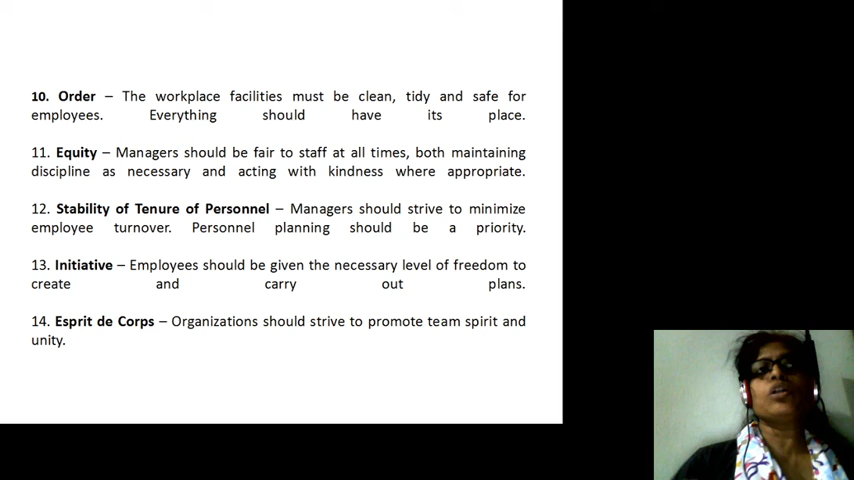 10. Order – The workplace facilities must be clean, tidy and safe for
employees. Everything should have its place.
11. Equity – Managers should be fair to staff at all times, both maintaining
discipline as necessary and acting with kindness where appropriate.
12. Stability of Tenure of Personnel – Managers should strive to minimize
employee turnover. Personnel planning should be a priority.
13. Initiative – Employees should be given the necessary level of freedom to
create and carry out plans.
14. Esprit de Corps – Organizations should strive to promote team spirit and
unity.